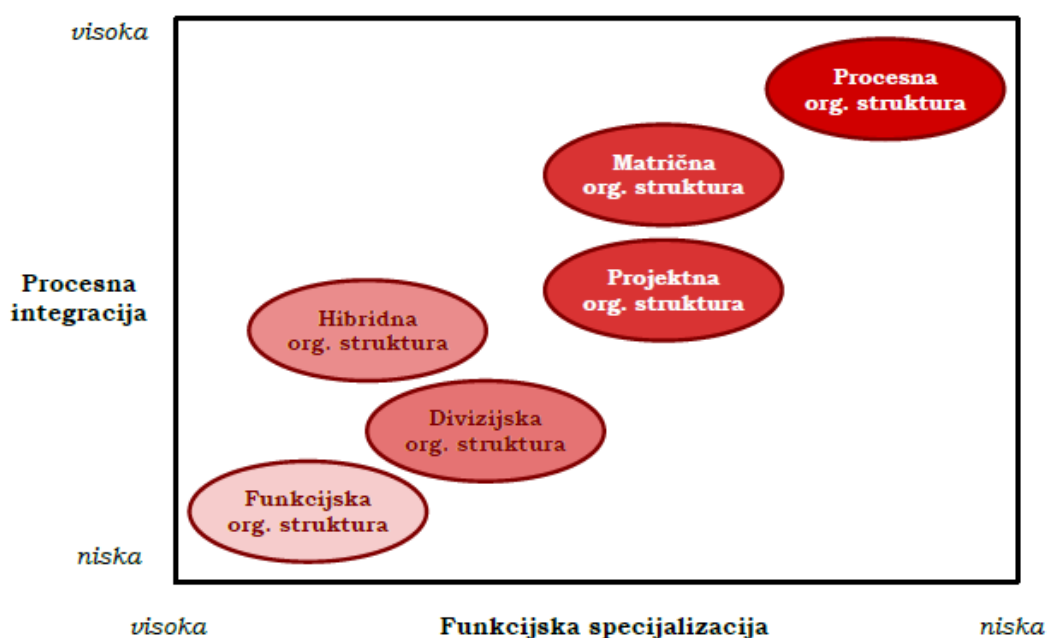 visoka
Procesna
org. struktura
Matrična
org. struktura
Procesna
integracija
Projektna
org. struktura
Hibridna
org. struktura
Divizijska
org. struktura
Funkcijska
org. struktura
niska
visoka
Funkcijska specijalizacija
niska